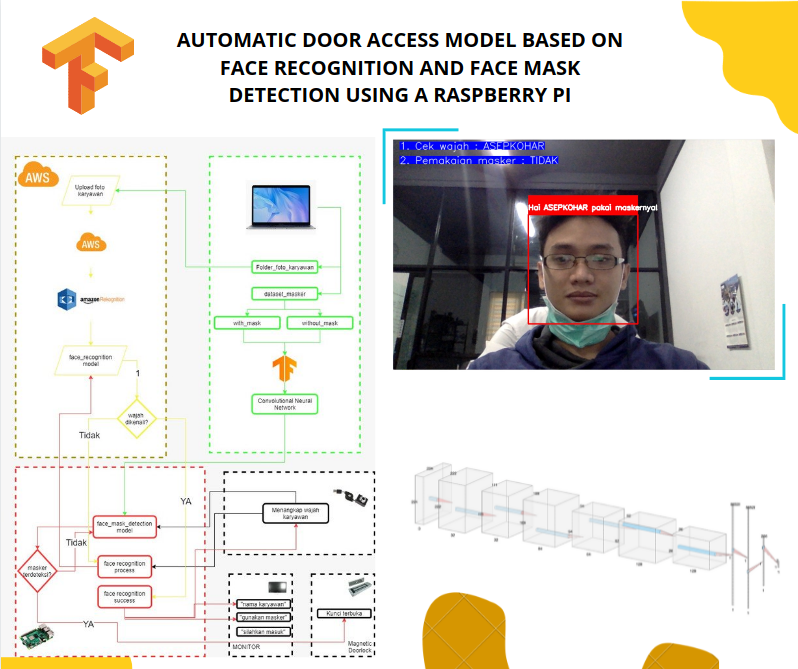 AUTOMATIC DOOR ACCESS MODEL BASED ON
FACE RECOGNITION AND FACE MASK
DETECTION USING A RASPBERRY PI
AWS
Upload foto
karyawan
AWS
amazon Rekognition
face_recognition
model
1
wajah
dikenali?
Tidak
YA
Folder_foto_karyawan
dataset_masker
with_mask
without_mask
Convolutional Neural
Network
face_mask_detection
model
Tidak
masker
terdeteksi?
face recognition
process
face recognition
success
YA
Menangkap wajah
karyawan
"nama karyawan"
"gunakan masker"
"silahkan masuk"
MONITOR
Kunci terbuka
Magnetic
Doorlock
1. Cek wajah : ASEPKOHAR
2. Pemakaian masker : TIDAK
Hai ASEPKOHAR pakai maskernya!